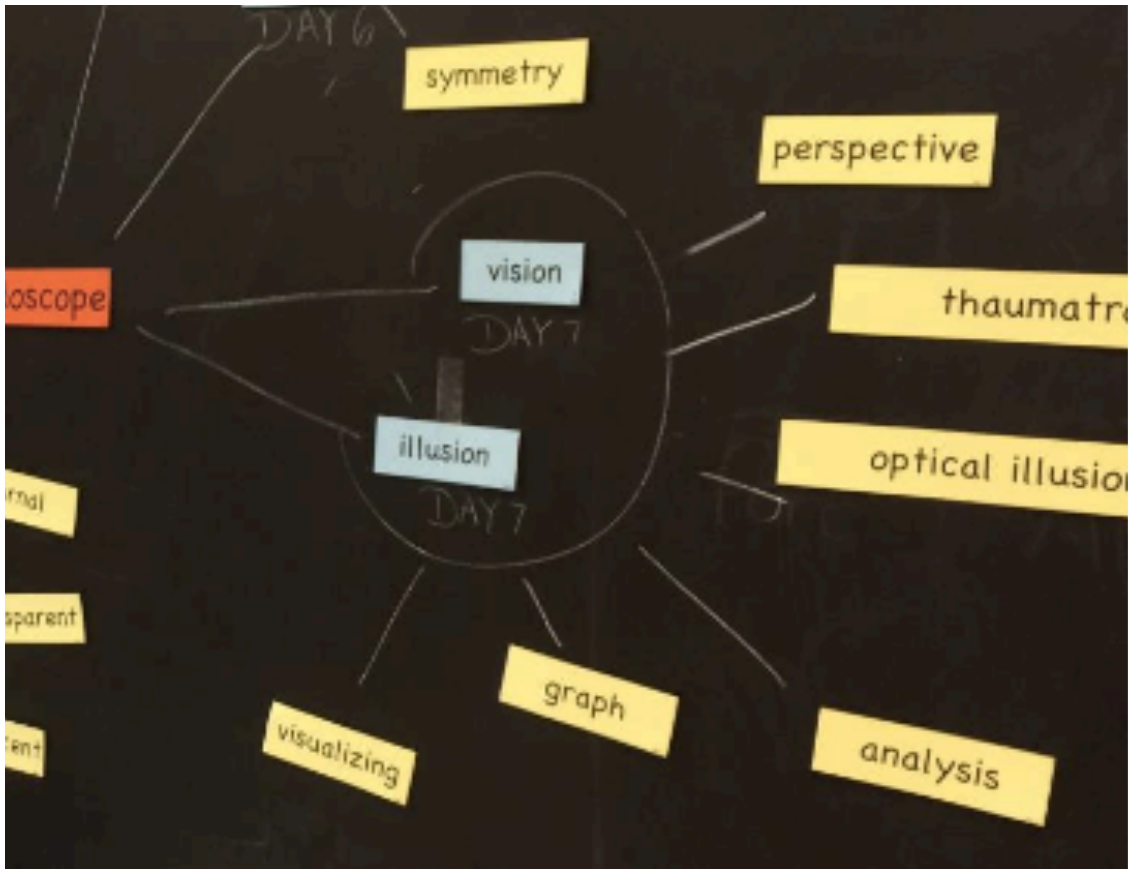 DAY 6
symmetry
perspective
vision
DAY 7
oscope
thaumatr
illusion
DAY 7
optical illusion
rnal
sparent
cent
visualizing
graph
analysis